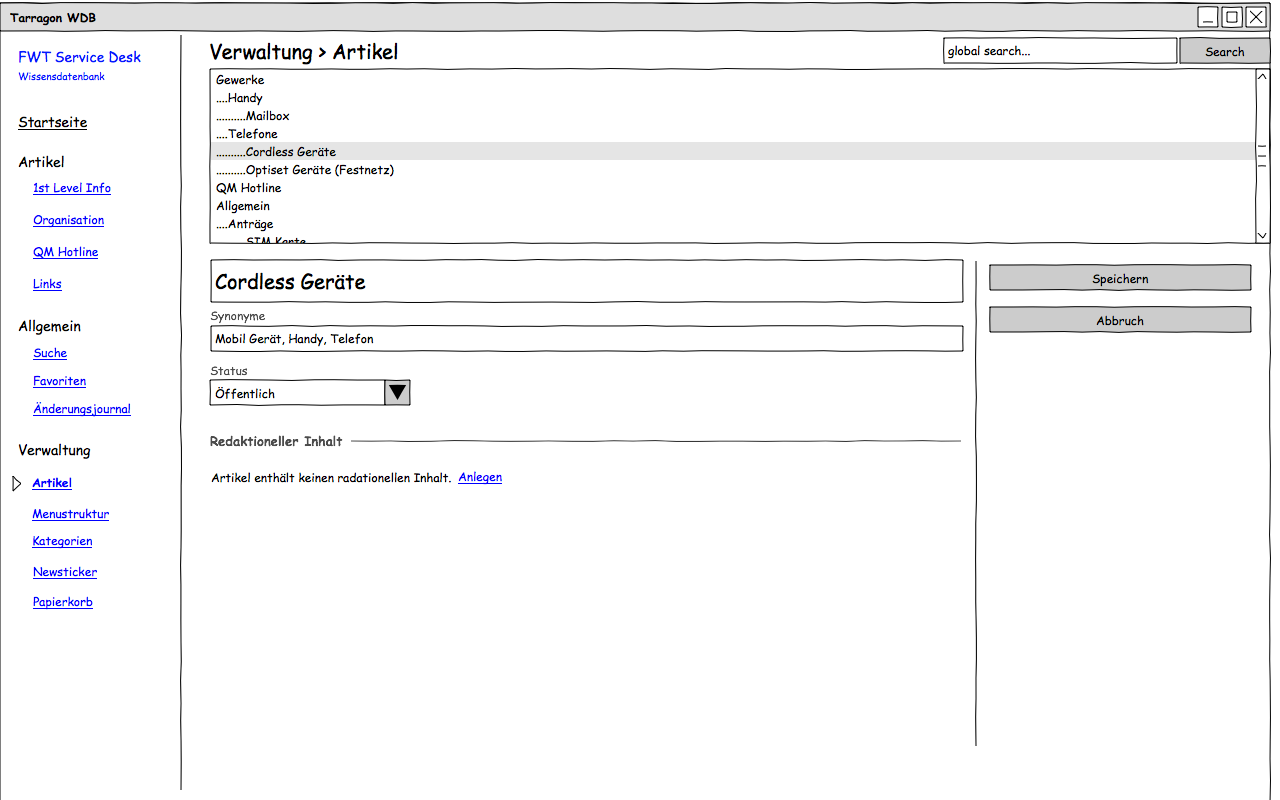 Tarragon WDB
FWT Service Desk
Wissensdatenbank
Startseite
Artikel
1st Level Info
Organisation
QM Hotline
Links
Allgemein
Suche
Favoriten
Änderungsjournal
Verwaltung
Artikel
Menustruktur
Kategorien
Newsticker
Papierkorb
Verwaltung > Artikel
global search...
Search
Gewerke
....Handy
..........Mailbox
....Telefone
..........Cordless Geräte
..........Optiset Geräte (Festnetz)
QM Hotline
Allgemein
....Anträge
..........SIM Karte
Cordless Geräte
Synonyme
Mobil Gerät, Handy, Telefon
Status
Öffentlich
Redaktioneller Inhalt
Artikel enthält keinen radationellen Inhalt. Anlegen
Speichern
Abbruch